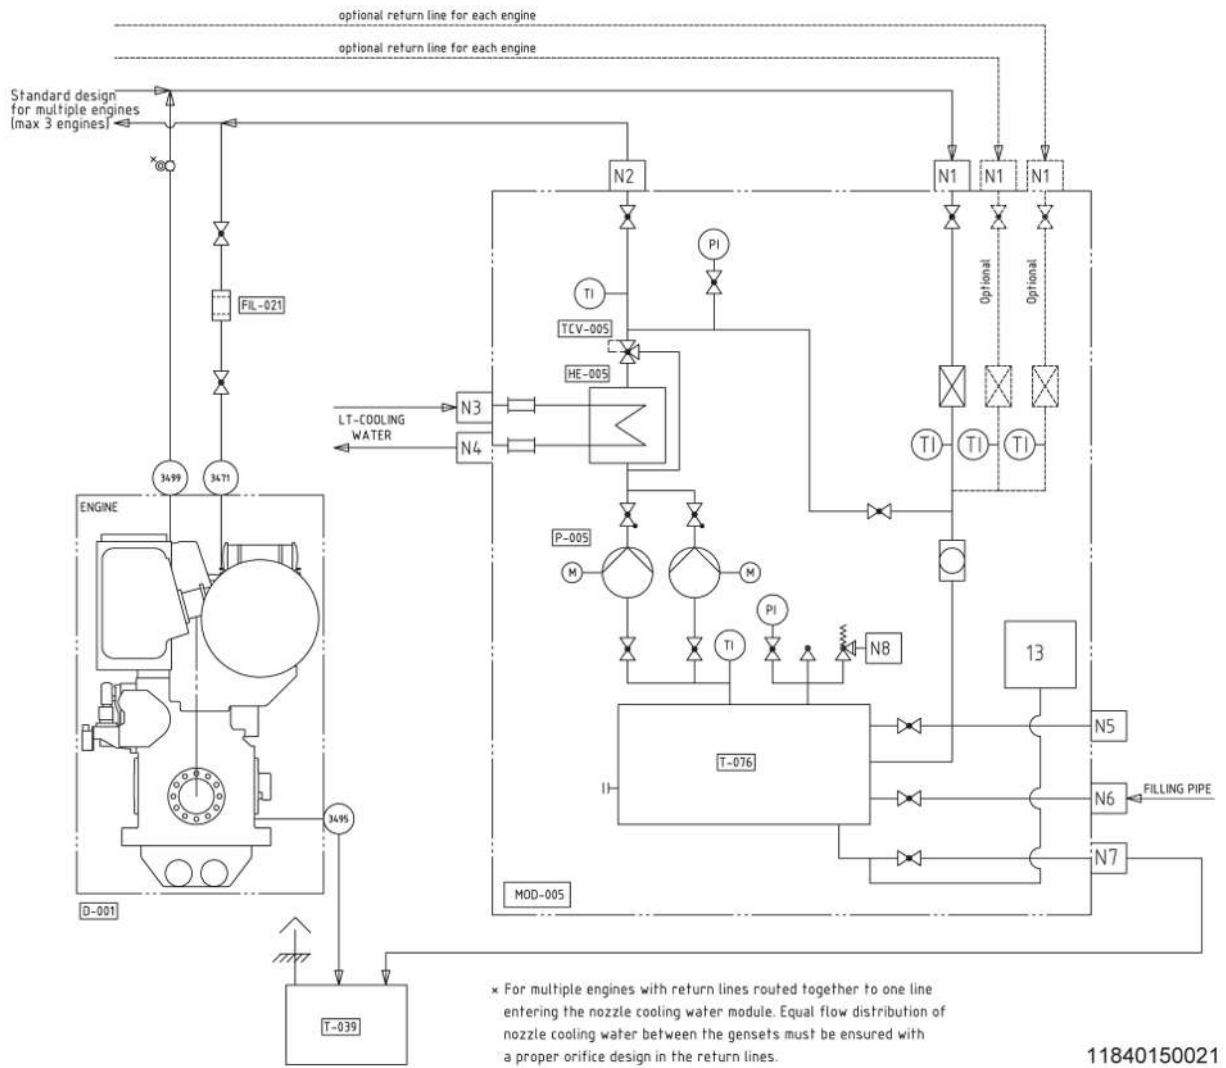 optional return line for each engine
optional return line for each engine
Standard design
for multiple engines
(max 3 engines)
N2
N1
N1
N1
×
PI
Optional
Optional
TI
FIL-021
TCV-005
HE-005
N3
LT-COOLING
WATER
N4
TI
TI
TI
3499
3471
ENGINE
P-005
M
M
PI
TI
N8
13
N5
T-076
N6
FILLING PIPE
3495
N7
MOD-005
D-001
T-039
× For multiple engines with return lines routed together to one line
entering the nozzle cooling water module. Equal flow distribution of
nozzle cooling water between the gensets must be ensured with
a proper orifice design in the return lines.
11840150021